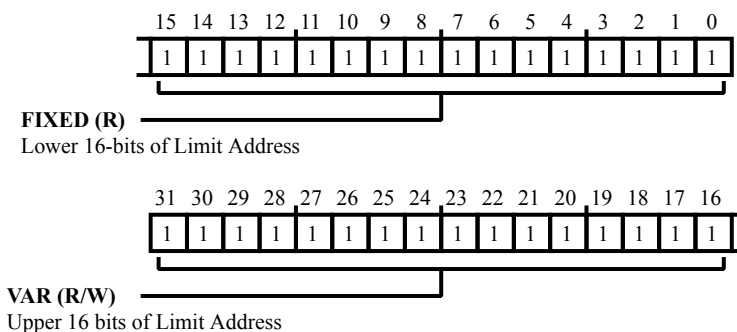 15 14 13 12 11 10 9 8 7 6 5 4 3 2 1 0
1 1 1 1 1 1 1 1 1 1 1 1 1 1 1 1
FIXED (R)
Lower 16-bits of Limit Address
31 30 29 28 27 26 25 24 23 22 21 20 19 18 17 16
1 1 1 1 1 1 1 1 1 1 1 1 1 1 1 1
VAR (R/W)
Upper 16 bits of Limit Address